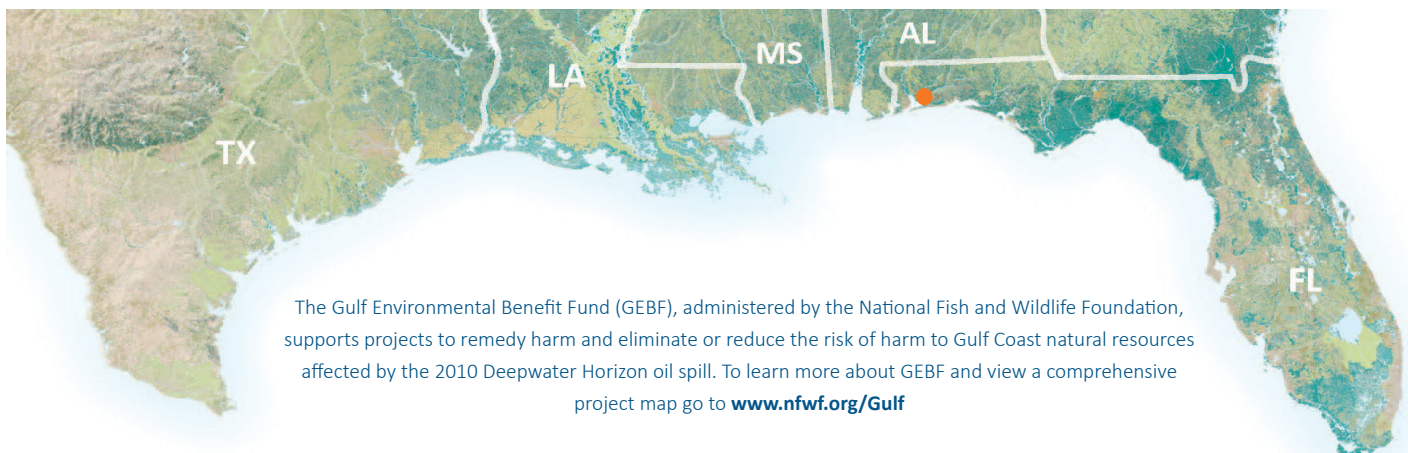 AL
MS
LA
TX
FL
The Gulf Environmental Benefit Fund (GEBF), administered by the National Fish and Wildlife Foundation,
supports projects to remedy harm and eliminate or reduce the risk of harm to Gulf Coast natural resources
affected by the 2010 Deepwater Horizon oil spill. To learn more about GEBF and view a comprehensive
project map go to www.nfwf.org/Gulf